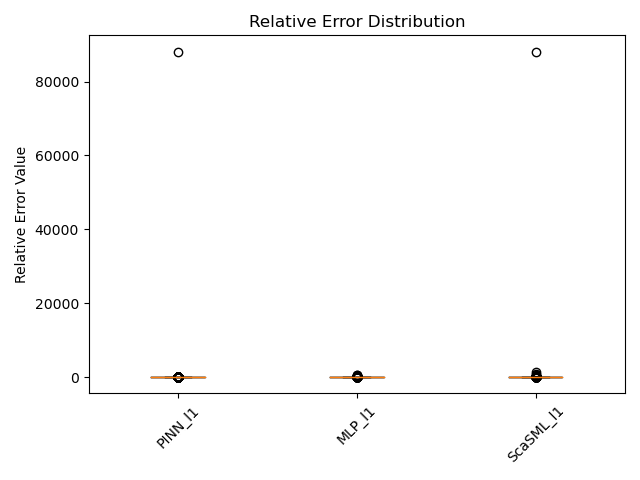 Relative Error Distribution
Relative Error Value
80000
60000
40000
20000
0
PINN_l1
MLP_l1
ScaSML_l1